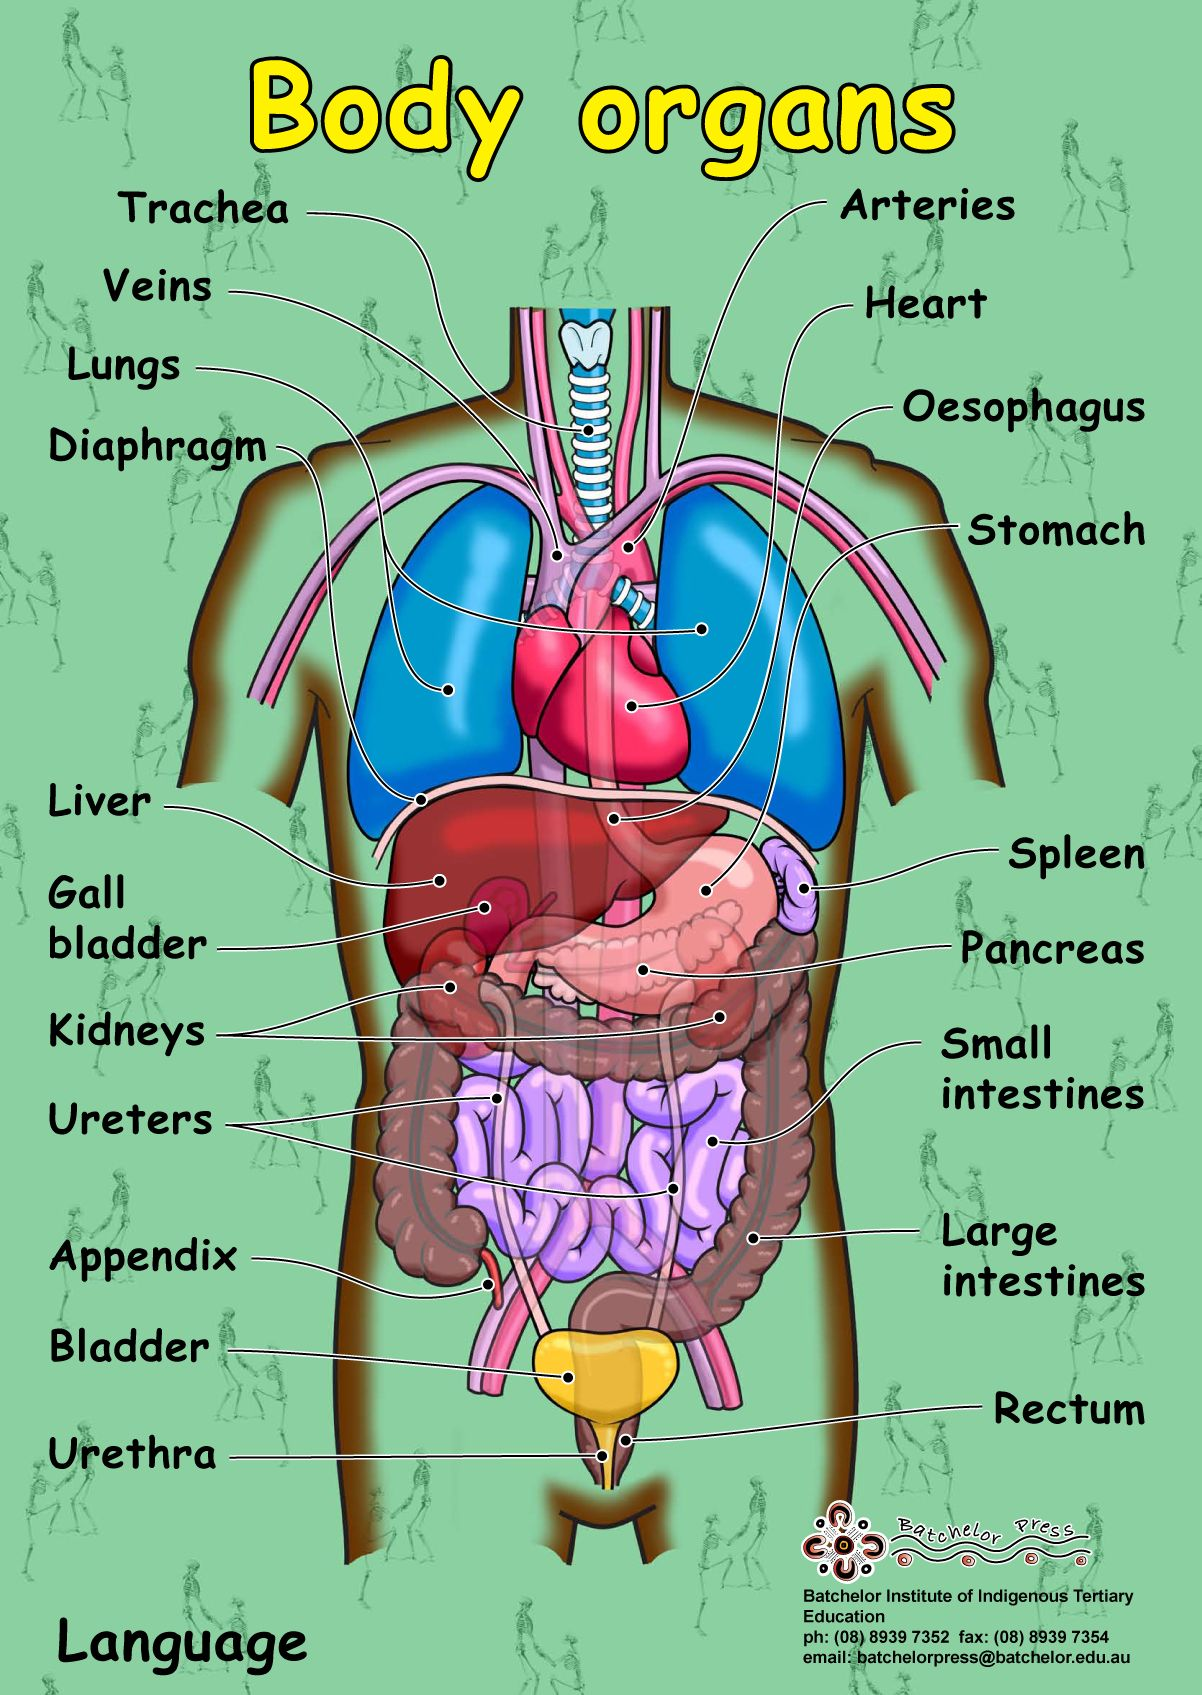 Body organs
Trachea
Veins
Lungs
Diaphragm
Arteries
Heart
Oesophagus
Stomach
Liver
Gall
bladder
Kidneys
Ureters
Appendix
Bladder
Urethra
Spleen
Pancreas
Small
intestines
Large
intestines
Rectum
Batchelor Press
Batchelor Institute of Indigenous Tertiary
Education
ph: (08) 8939 7352 fax: (08) 8939 7354
email: batchelorpress@batchelor.edu.au
Language